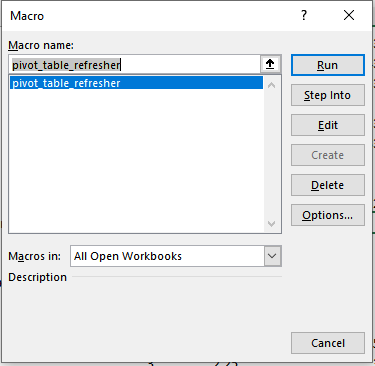 Macro
Macro name:
pivot_table_refresher
pivot_table_refresher
Run
Step Into
Edit
Create
Delete
Options...
Macros in:
All Open Workbooks
Description
Cancel